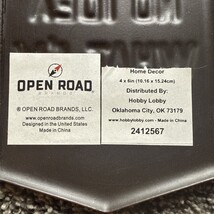 OPEN ROAD
BRANDS
© OPEN ROAD BRANDS, LLC.
www.openroadbrands.com
Designed in the United States
Made in China
Home Decor
4 x 6in (10.16 x 15.24cm)
Distributed By:
Hobby Lobby
Oklahoma City, OK 73179
www.hobbylobby.com
Made in China
2412567